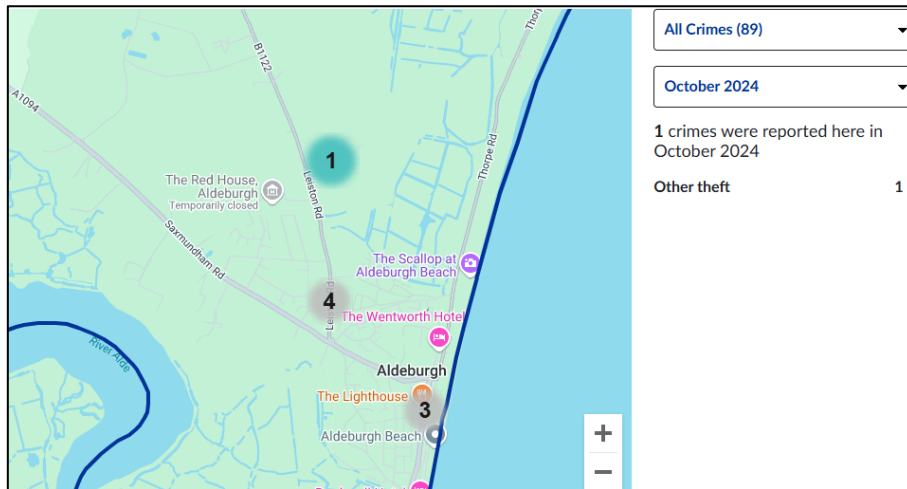 Thorpe Rd
B1122
A1094
1
The Red House,
Aldeburgh
Temporarily closed
Leiston Rd
Thorpe Rd
Saxmundham Rd
The Scallop at
Aldeburgh Beach
4
The Wentworth Hotel
River Alde
Aldeburgh
The Lighthouse
3
Aldeburgh Beach
+
−
All Crimes (89)
October 2024
1 crimes were reported here in
October 2024
Other theft 1